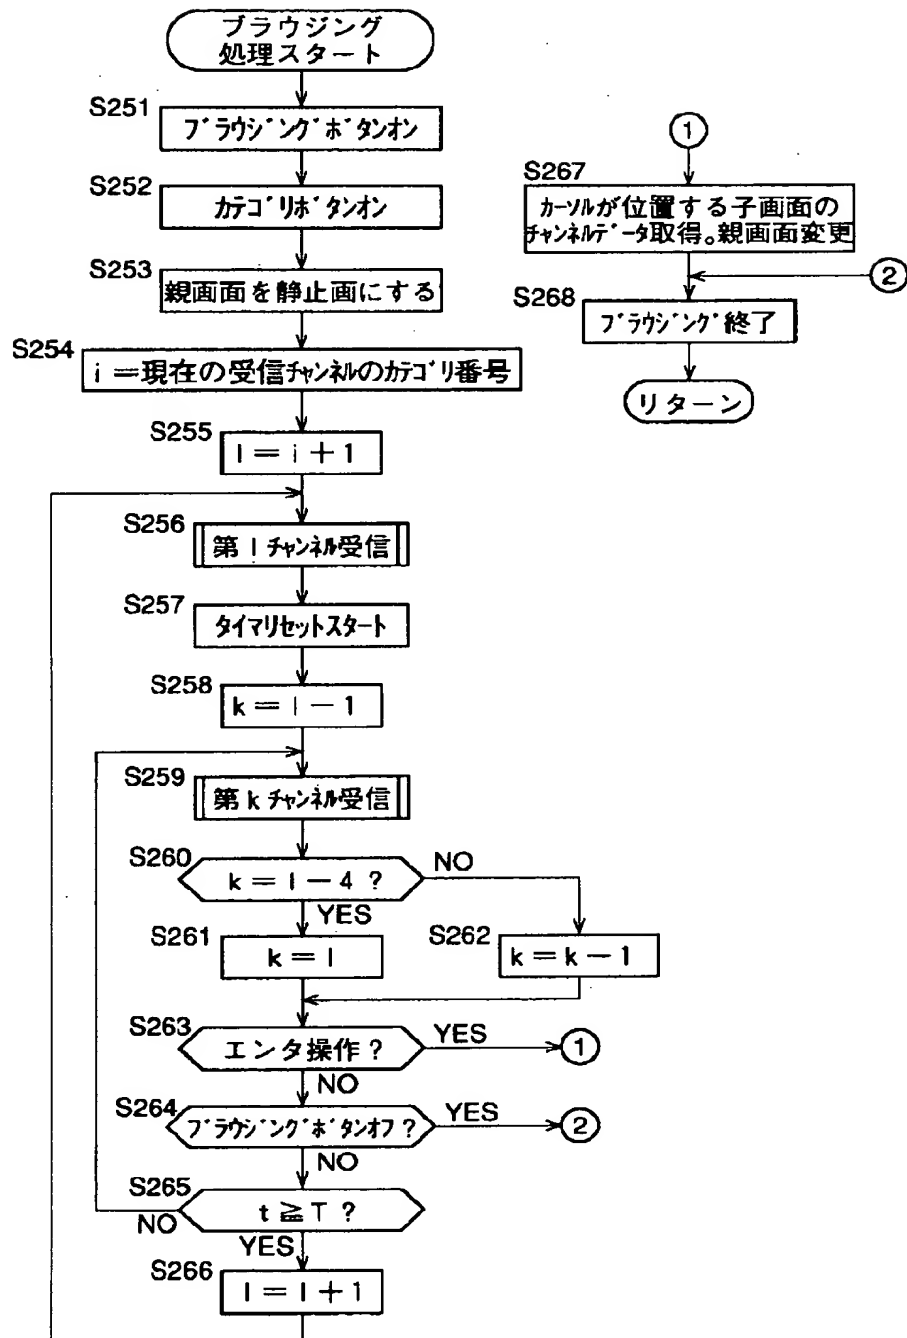 ブラウジング
処理スタート
S251
ブラウジングボタンオン
S252
カテゴリボタンオン
S253
親画面を静止画にする
S254
i＝現在の受信チャンネルのカテゴリ番号
S255
l＝i＋1
S256
第lチャンネル受信
S257
タイマリセットスタート
S258
k＝l－1
S259
第kチャンネル受信
S260
k＝l－4？
NO
YES
S261
k＝l
S262
k＝k－1
S263
エンタ操作？
YES
1
NO
S264
ブラウジングボタンオフ？
YES
2
NO
S265
t≧T？
NO
YES
S266
l＝l＋1
1
S267
カーソルが位置する子画面の
チャンネルデータ取得。親画面変更
2
S268
ブラウジング終了
リターン